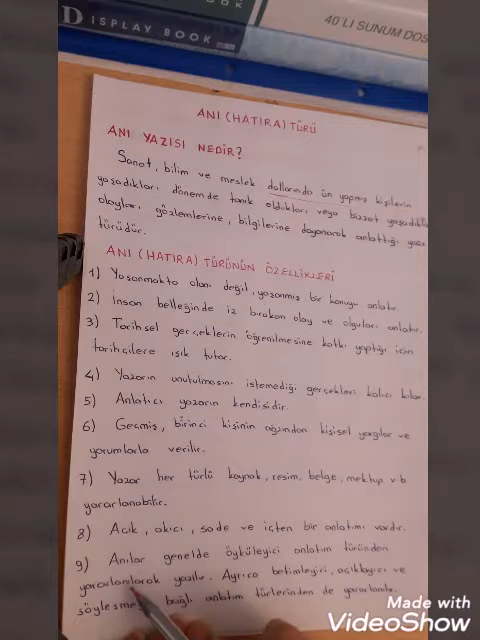 DISPLAY BOOK
40'LI SUNUM DOS
ANI (HATIRA) TÜRÜ
ANI YAZISI NEDİR?
Sanat, bilim ve meslek dallarında ün yapmış kişilerin
yaşadıkları dönemde tanık oldukları veya bizzat yaşadıkla
olayları, gözlemlerine, bilgilerine dayanarak anlattığı yazı
türüdür.
ANI (HATIRA) TÜRÜNÜN ÖZELLİKLERİ
1) Yaşanmakta olanı değil, yaşanmış bir konuyu anlatır.
2) İnsan belleğinde iz bırakan olay ve olguları anlatır.
3) Tarihsel gerçeklerin öğrenilmesine katkı yaptığı için
tarihçilere ışık tutar.
4) Yazarın unutulmasını istemediği gerçekleri kalıcı kılar.
5) Anlatıcı yazarın kendisidir.
6) Geçmiş, birinci kişinin ağzından kişisel yargılar ve
yorumlarla verilir.
7) Yazar her türlü kaynak, resim, belge, mektup v.b
yararlanabilir.
8) Açık, akıcı, sade ve içten bir anlatımı vardır.
9) Anılar genelde öyküleyici anlatım türünden
yararlanılarak yazılır. Ayrıca betimleyici, açıklayıcı ve
söyleşme bağlı anlatım türlerinden de yararlanılır.
Made with
VideoShow